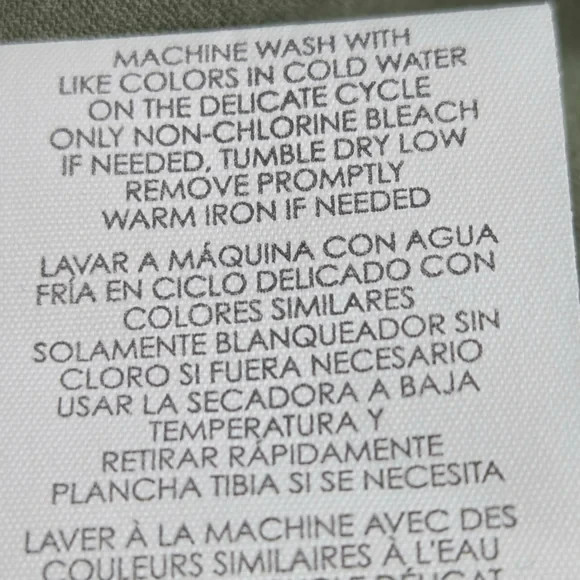 MACHINE WASH WITH
LIKE COLORS IN COLD WATER
ON THE DELICATE CYCLE
ONLY NON-CHLORINE BLEACH
IF NEEDED, TUMBLE DRY LOW
REMOVE PROMPTLY
WARM IRON IF NEEDED
LAVAR A MÁQUINA CON AGUA
FRÍA EN CICLO DELICADO CON
COLORES SIMILARES
SOLAMENTE BLANQUEADOR SIN
CLORO SI FUERA NECESARIO
USAR LA SECADORA A BAJA
TEMPERATURA Y
RETIRAR RÁPIDAMENTE
PLANCHA TIBIA SI SE NECESITA
LAVER À LA MACHINE AVEC DES
COULEURS SIMILAIRES À L'EAU